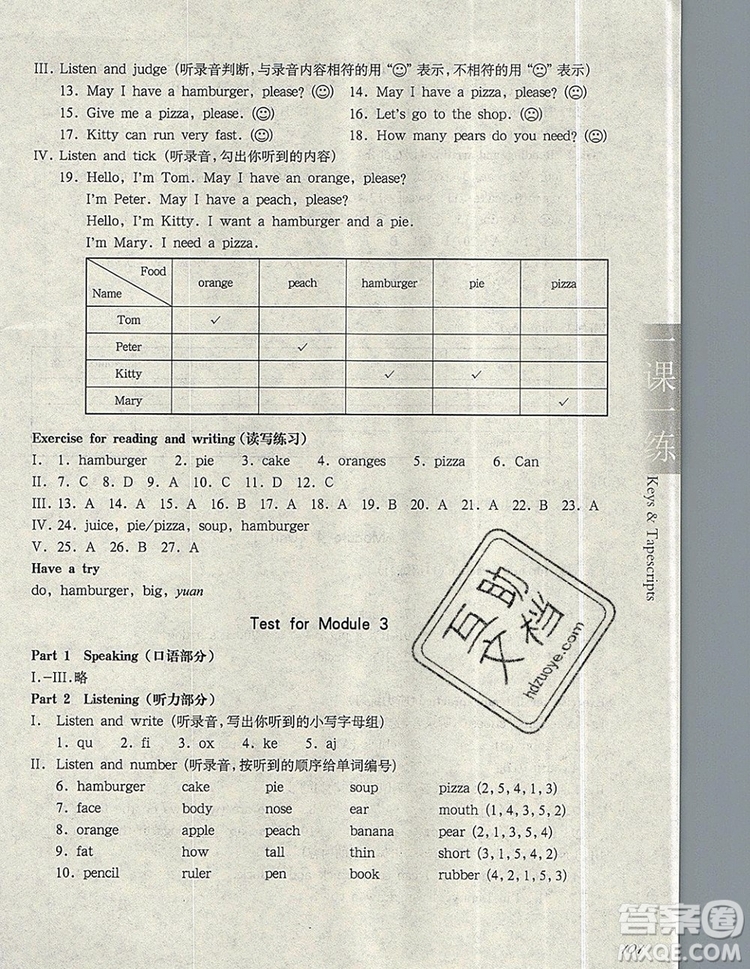 III. Listen and judge (听录音判断,与录音内容相符的用“☺”表示,不相符的用“☹”表示)
13. May I have a hamburger, please? (☺) 14. May I have a pizza, please? (☹)
15. Give me a pizza, please. (☺) 16. Let's go to the shop. (☹)
17. Kitty can run very fast. (☺) 18. How many pears do you need? (☹)
IV. Listen and tick (听录音,勾出你听到的内容)
19. Hello, I'm Tom. May I have an orange, please?
I'm Peter. May I have a peach, please?
Hello, I'm Kitty. I want a hamburger and a pie.
I'm Mary. I need a pizza.
Food
Name orange peach hamburger pie pizza
Tom ✓
Peter ✓
Kitty ✓ ✓
Mary ✓
Exercise for reading and writing(读写练习)
I. 1. hamburger 2. pie 3. cake 4. oranges 5. pizza 6. Can
II. 7. C 8. D 9. E 10. F 11. B 12. A
III. 13. A 14. A 15. A 16. A 17. B 18. A 19. B 20. A 21. A 22. B 23. A
IV. 24. juice, pie/pizza, soup, hamburger
V. 25. A 26. B 27. A
Have a try
do, hamburger, big, yuan
Test for Module 3
Part 1 Speaking(口语部分)
I.-III.略
Part 2 Listening(听力部分)
I. Listen and write (听录音,写出你听到的小写字母组)
1. qu 2. fi 3. ox 4. ke 5. aj
II. Listen and number (听录音,按听到的顺序给单词编号)
6. hamburger cake pie soup pizza (2, 5, 4, 1, 3)
7. face body nose ear mouth (1, 4, 3, 5, 2)
8. orange apple peach banana pear (2, 4, 3, 1, 5)
9. fat how tall thin short (3, 1, 5, 2, 4)
10. pencil ruler pen book rubber (4, 1, 5, 2, 3)
一课一练
Keys & Tapescripts
互助文档
hdzuoye.com
答案圈
MXQE.COM